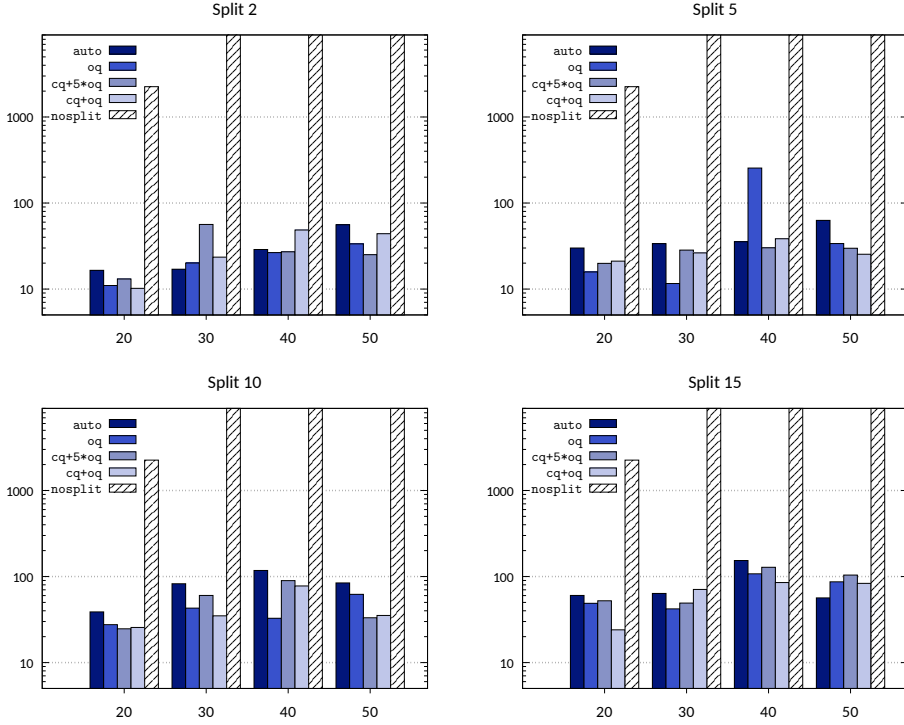 Split 2
auto
oq
cq+5*oq
cq+oq
nosplit
1000
100
10
20 30 40 50
Split 5
auto
oq
cq+5*oq
cq+oq
nosplit
1000
100
10
20 30 40 50
Split 10
auto
oq
cq+5*oq
cq+oq
nosplit
1000
100
10
20 30 40 50
Split 15
auto
oq
cq+5*oq
cq+oq
nosplit
1000
100
10
20 30 40 50